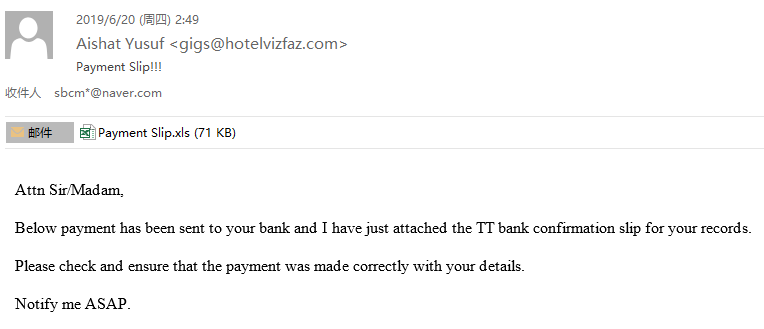 2019/6/20 (周四) 2:49
Aishat Yusuf <gigs@hotelvizfaz.com>
Payment Slip!!!
收件人 sbcm*@naver.com
邮件 Payment Slip.xls (71 KB)
Attn Sir/Madam,
Below payment has been sent to your bank and I have just attached the TT bank confirmation slip for your records.
Please check and ensure that the payment was made correctly with your details.
Notify me ASAP.